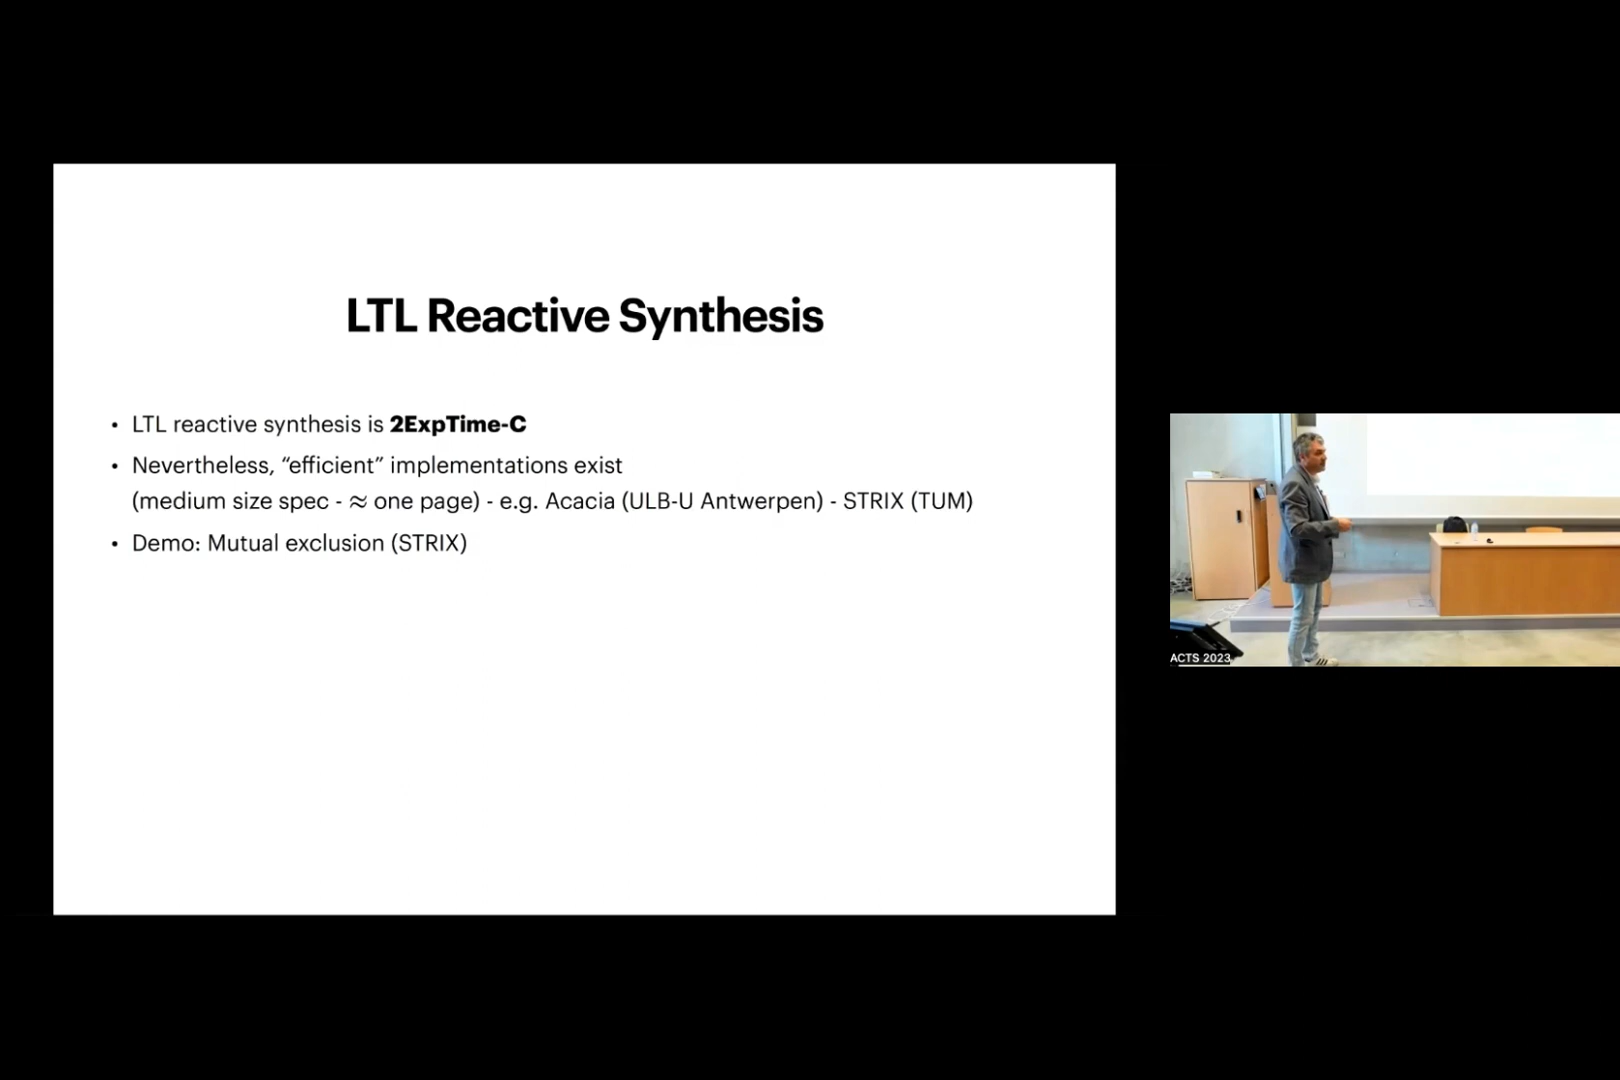 LTL Reactive Synthesis
• LTL reactive synthesis is 2ExpTime-C
• Nevertheless, “efficient” implementations exist
(medium size spec - ≈ one page) - e.g. Acacia (ULB-U Antwerpen) - STRIX (TUM)
• Demo: Mutual exclusion (STRIX)
ACTS 2023